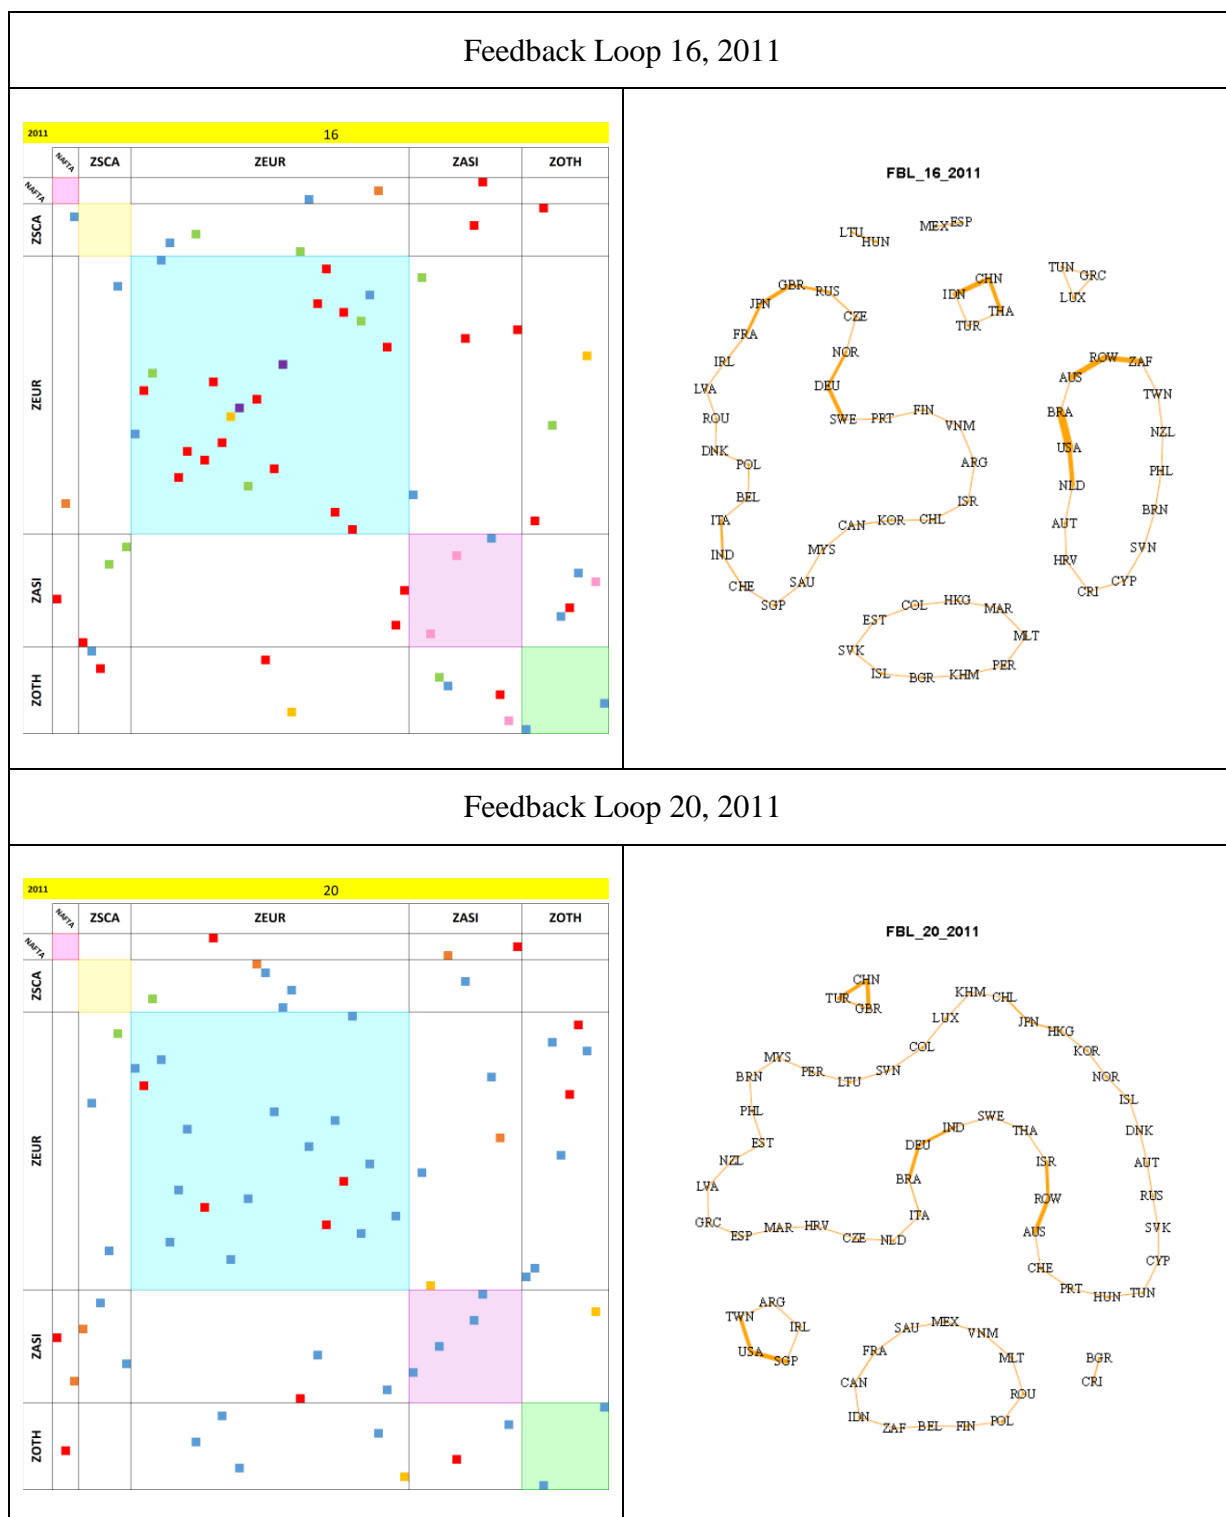 Feedback Loop 16, 2011
2011 16
NAFTA ZSCA ZEUR ZASI ZOTH
NAFTA
ZSCA
ZEUR
ZASI
ZOTH
FBL_16_2011
LTU HUN
MEX ESP
TUN GRC LUX
CHN IDN THA TUR
GBR RUS
JPN CZE
FRA NOR
IRL DEU
LVA SWE PRT FIN VNM
ROU ARG
DNK POL ISR
BEL CHL
ITA CAN KOR
IND MYS
CHE SAU
SGP
ROW ZAF
AUS TWN
BRA NZL
USA PHL
NLD BRN
AUT SVN
HRV CYP
CRI
COL HKG MAR
EST MLT
SVK PER
ISL BGR KHM
Feedback Loop 20, 2011
2011 20
NAFTA ZSCA ZEUR ZASI ZOTH
NAFTA
ZSCA
ZEUR
ZASI
ZOTH
FBL_20_2011
CHN
TUR GBR
KHM CHL
LUX JPN HKG
COL KOR
MYS PER LTU SVN NOR
BRN ISL
PHL IND SWE THA DNK
EST DEU
NZL ISR AUT
LVA BRA ROW RUS
GRC ITA
ESP MAR HRV CZE NLD AUS SVK
CHE CYP
PRT HUN TUN
ARG
TWN IRL
USA SGP
SAU MEX VNM
FRA MLT
CAN ROU
IDN ZAF BEL FIN POL
BGR
CRI